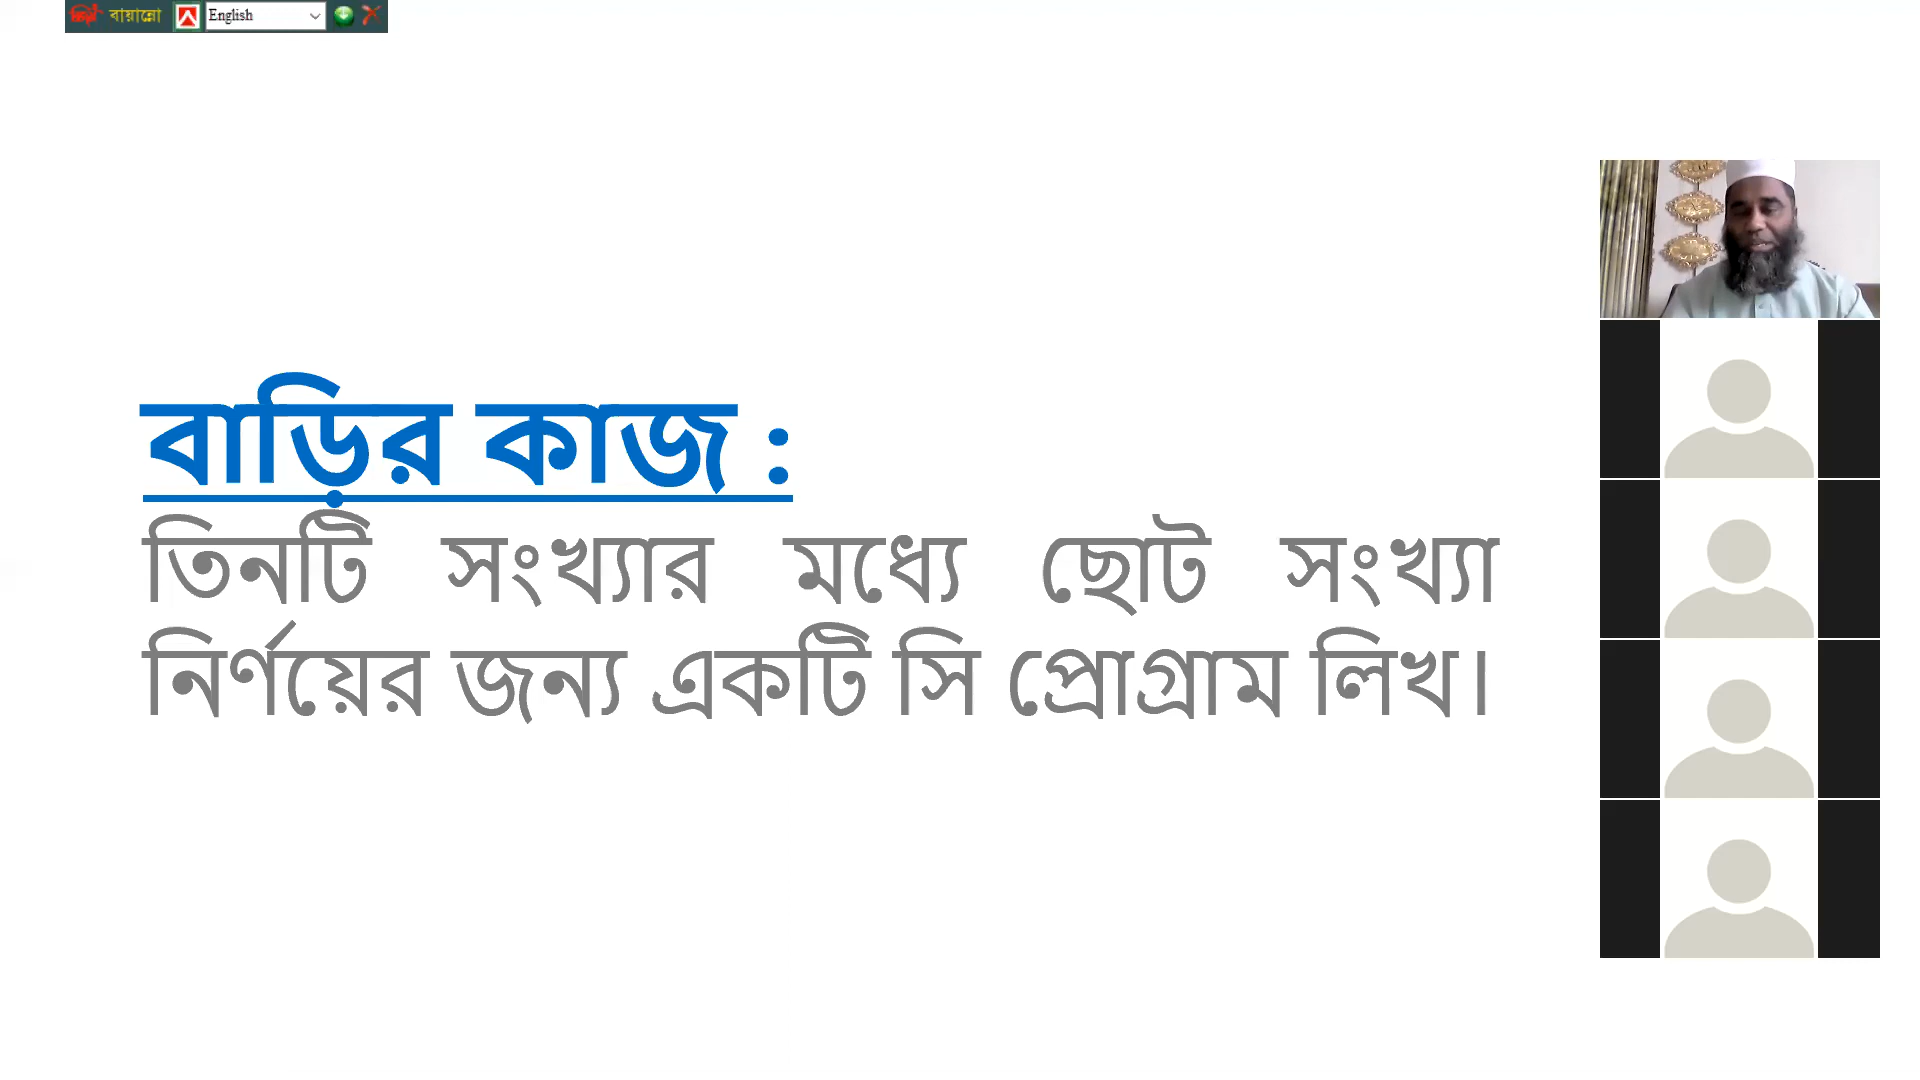 বায়ান্নো English
বাড়ির কাজ :
তিনটি সংখ্যার মধ্যে ছোট সংখ্যা
নির্ণয়ের জন্য একটি সি প্রোগ্রাম লিখ।